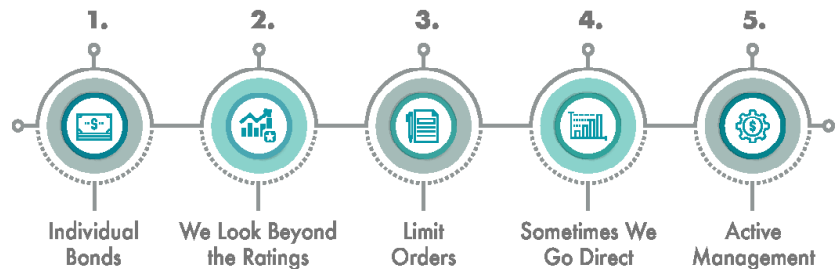 1.
2.
3.
4.
5.
Individual
Bonds
We Look Beyond
the Ratings
Limit
Orders
Sometimes We
Go Direct
Active
Management